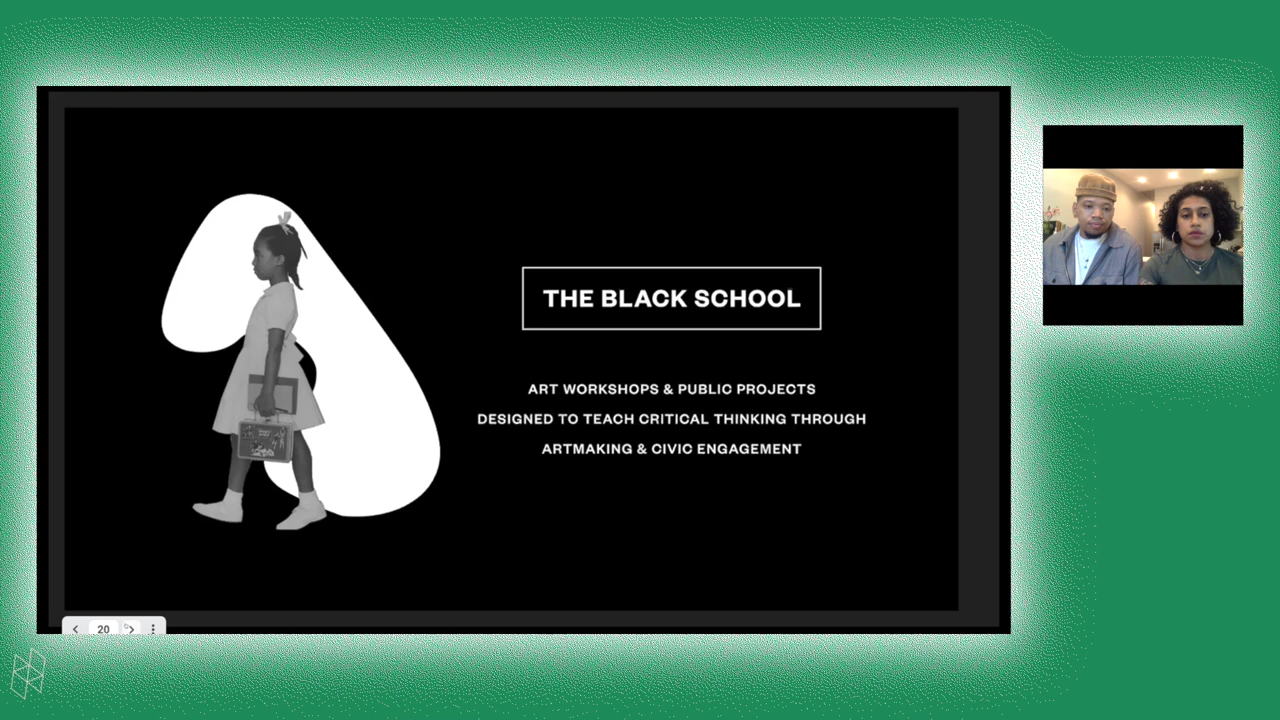 THE BLACK SCHOOL
ART WORKSHOPS & PUBLIC PROJECTS
DESIGNED TO TEACH CRITICAL THINKING THROUGH
ARTMAKING & CIVIC ENGAGEMENT
20